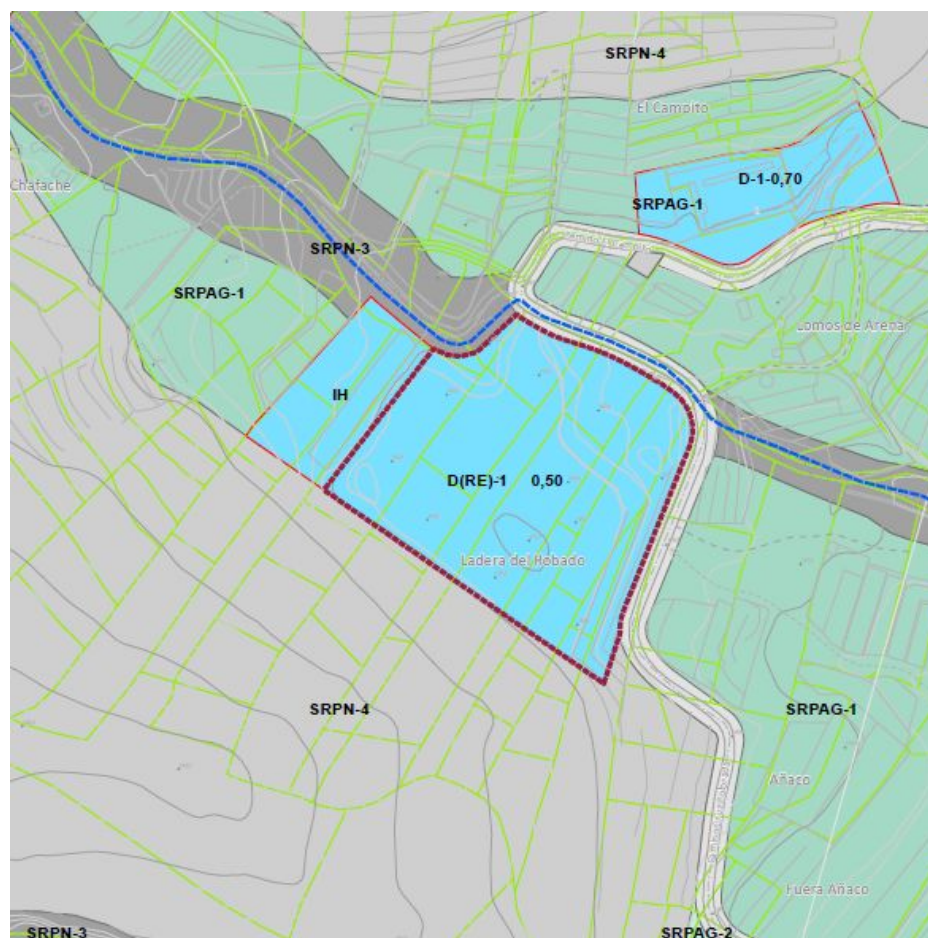 SRPN-4
El Campito
D-1-0,70
Chafache
SRPAG-1
SRPN-3
SRPAG-1
Lomos de Arenar
IH
D(RE)-1 0,50
Ladera del Robado
SRPN-4
SRPAG-1
Añaco
Fuera Añaco
SRPN-3
SRPAG-2